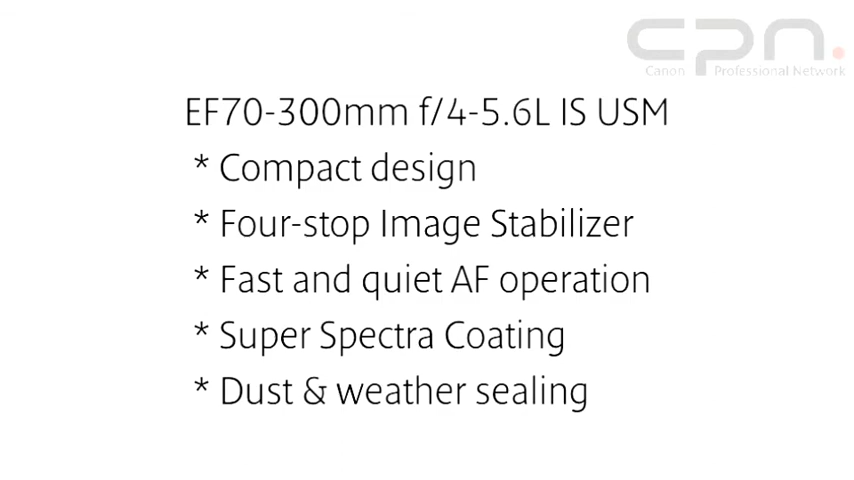 cpn.
Canon Professional Network
EF70-300mm f/4-5.6L IS USM
* Compact design
* Four-stop Image Stabilizer
* Fast and quiet AF operation
* Super Spectra Coating
* Dust & weather sealing